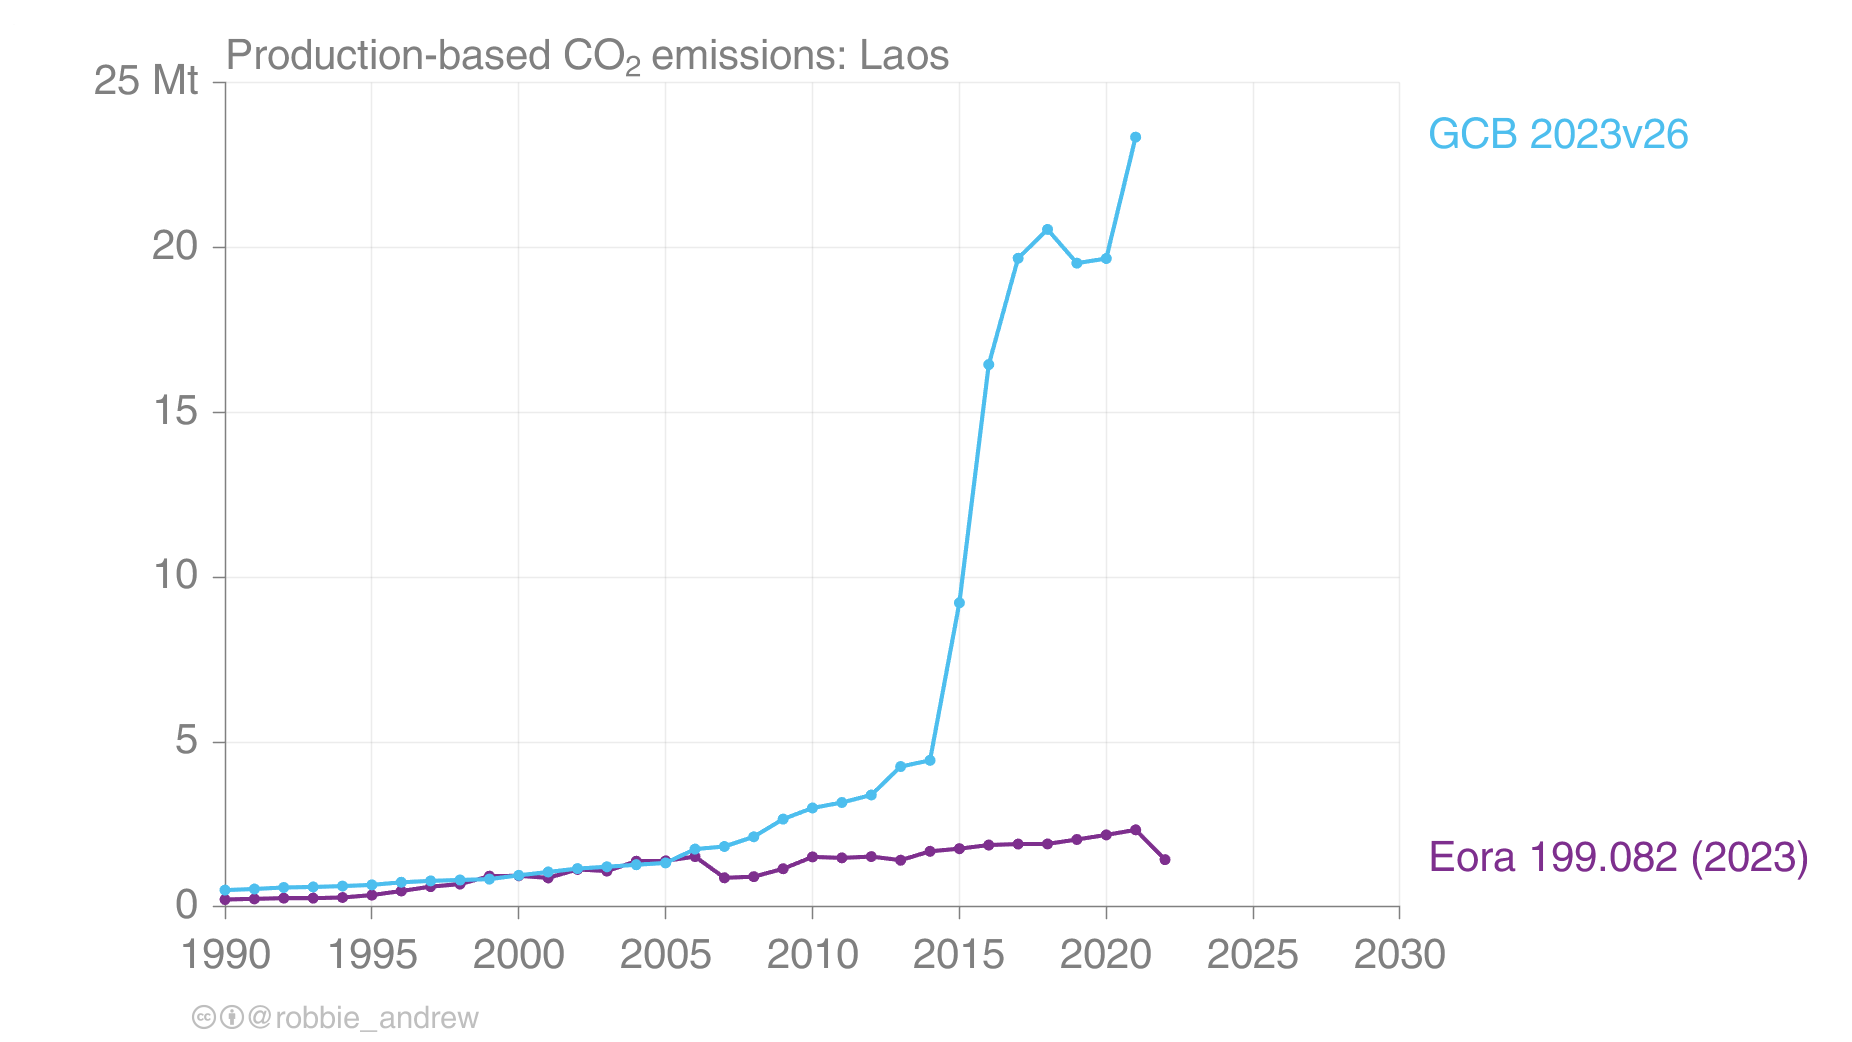 Production-based CO₂ emissions: Laos
25 Mt
20
15
10
5
0
1990 1995 2000 2005 2010 2015 2020 2025 2030
GCB 2023v26
Eora 199.082 (2023)
cc @robbie_andrew